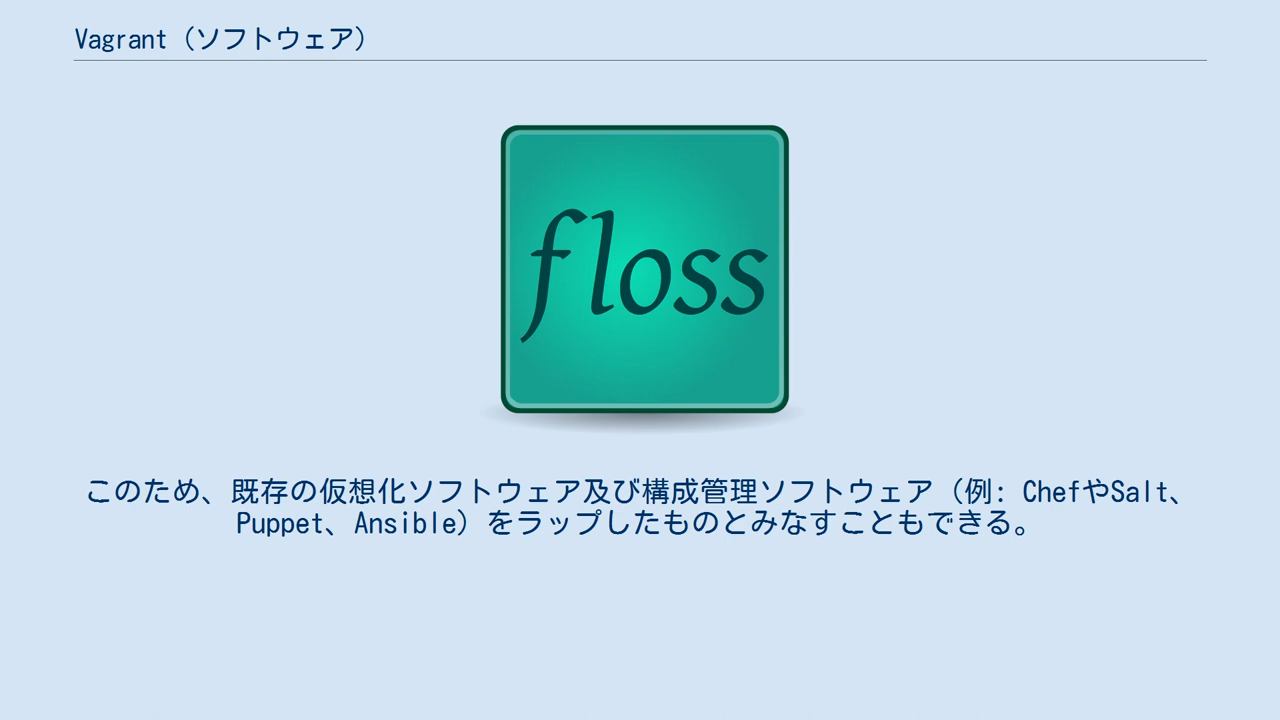 Vagrant（ソフトウェア）
floss
このため、既存の仮想化ソフトウェア及び構成管理ソフトウェア（例: ChefやSalt、
Puppet、Ansible）をラップしたものとみなすこともできる。